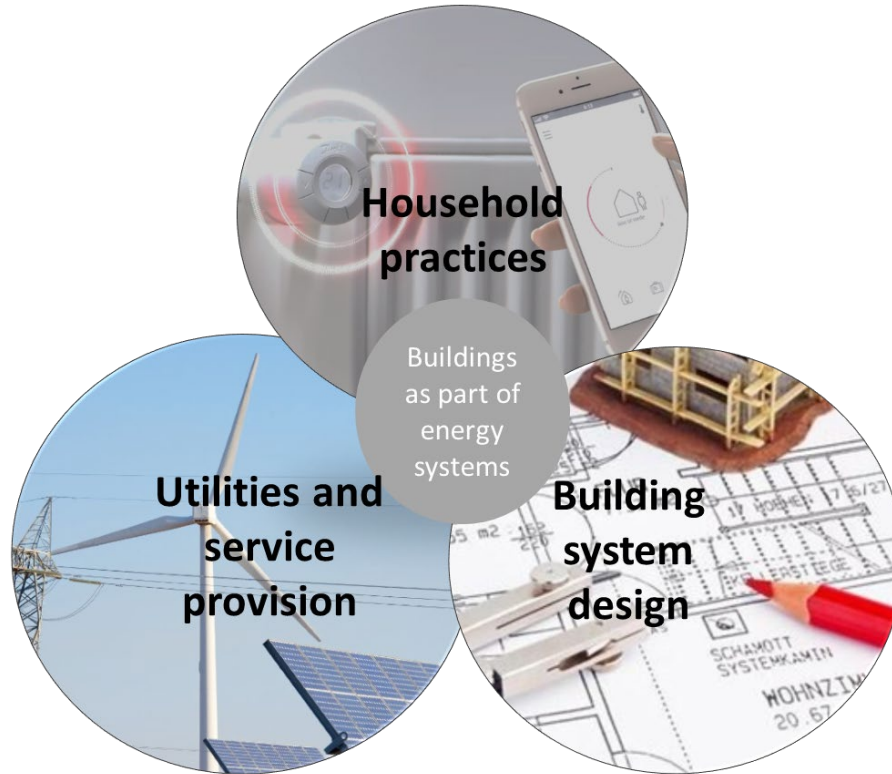 Household
practices
Buildings
as part of
energy
systems
Utilities and
service
provision
Building
system
design
SCHAMOTT
SYSTEMKAMIN
20.67